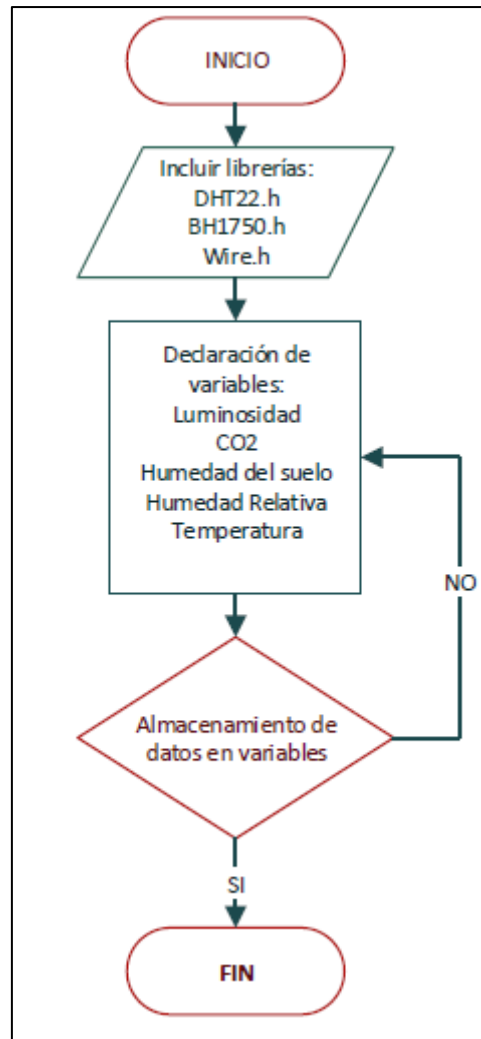 INICIO
Incluir librerías:
DHT22.h
BH1750.h
Wire.h
Declaración de
variables:
Luminosidad
CO2
Humedad del suelo
Humedad Relativa
Temperatura
NO
Almacenamiento de
datos en variables
SI
FIN